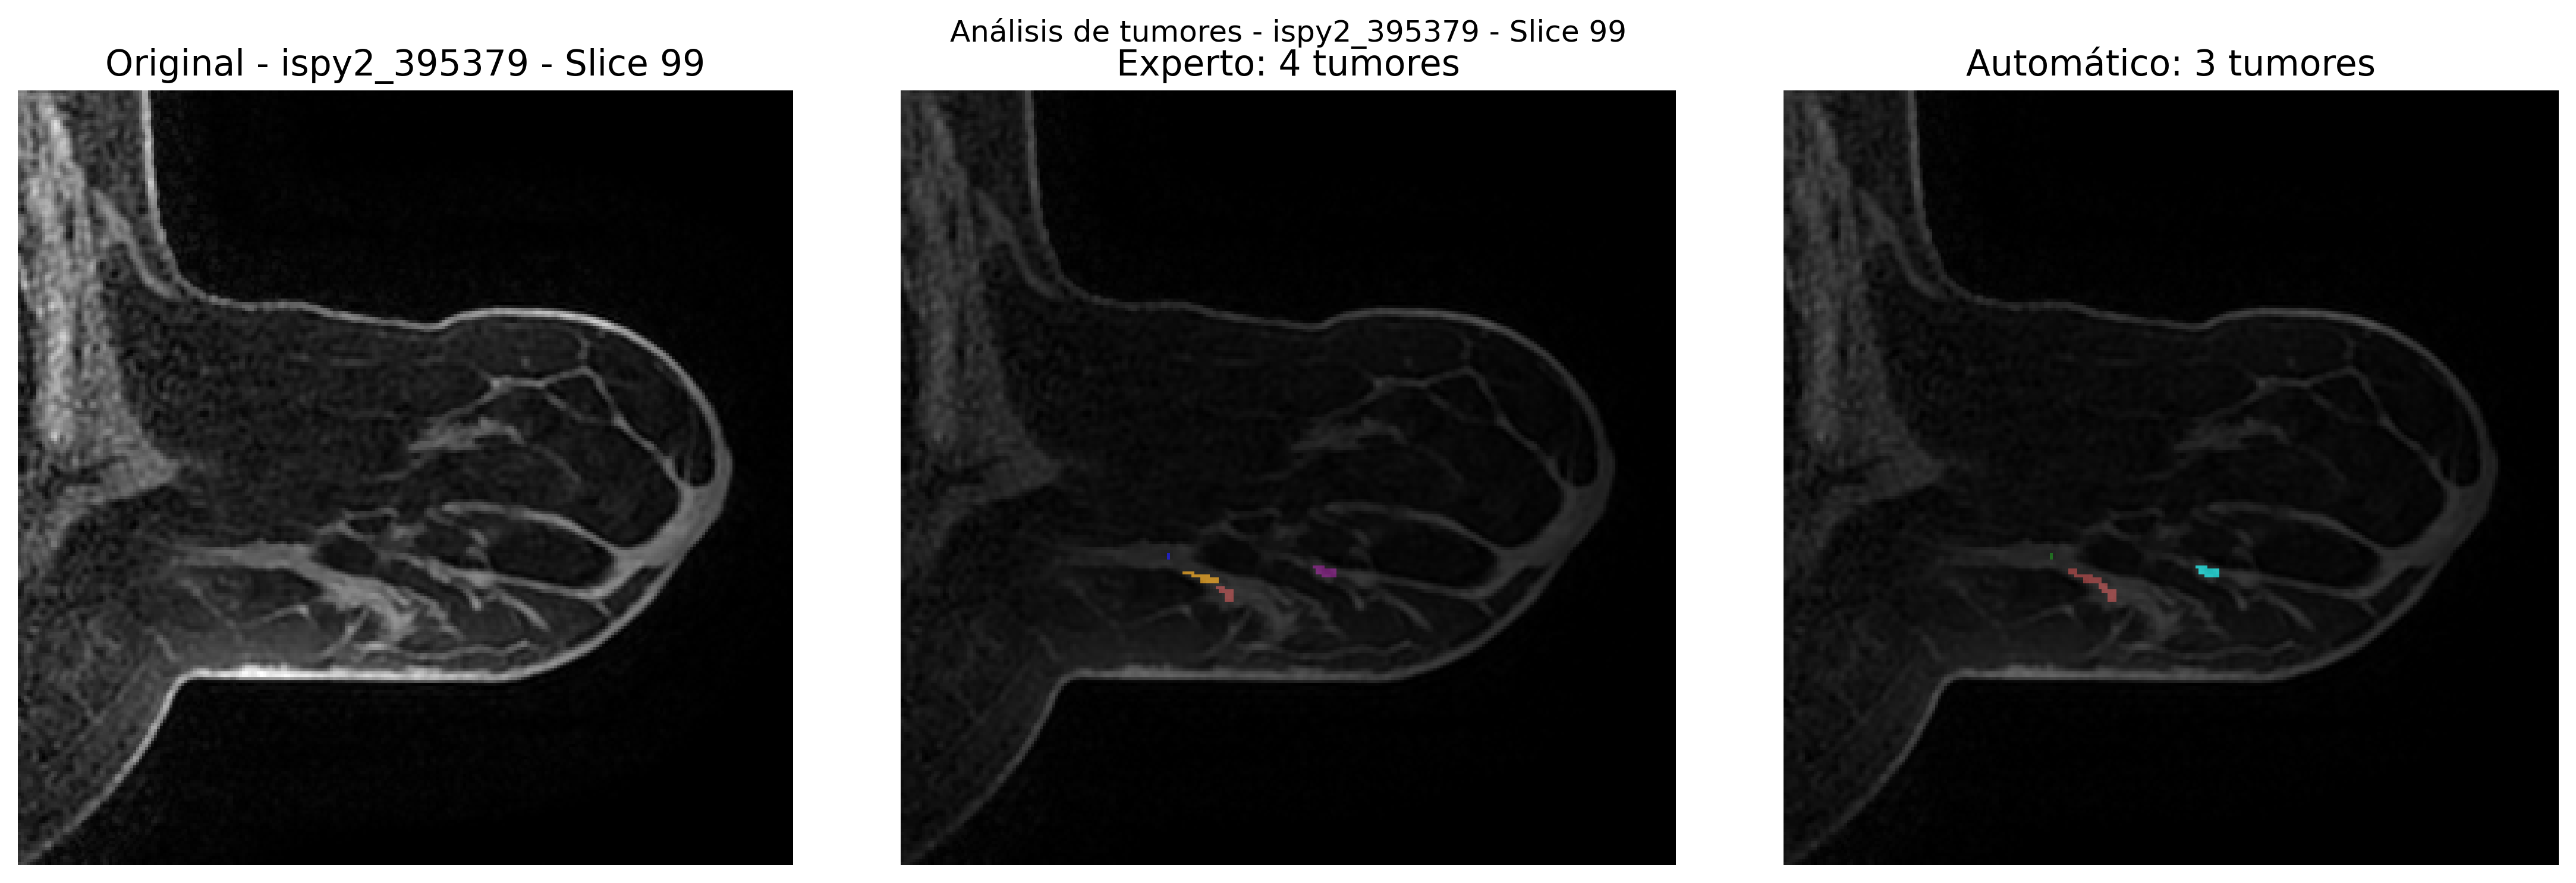 Análisis de tumores - ispy2_395379 - Slice 99
Original - ispy2_395379 - Slice 99
Experto: 4 tumores
Automático: 3 tumores